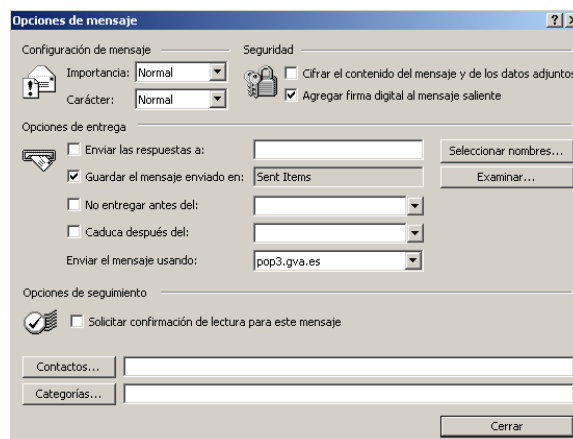 Opciones de mensaje
Configuración de mensaje Seguridad
Importancia: Normal Cifrar el contenido del mensaje y de los datos adjuntos
Carácter: Normal Agregar firma digital al mensaje saliente
Opciones de entrega
Enviar las respuestas a: Seleccionar nombres...
Guardar el mensaje enviado en: Sent Items Examinar...
No entregar antes del:
Caduca después del:
Enviar el mensaje usando: pop3.gva.es
Opciones de seguimiento
Solicitar confirmación de lectura para este mensaje
Contactos...
Categorías...
Cerrar